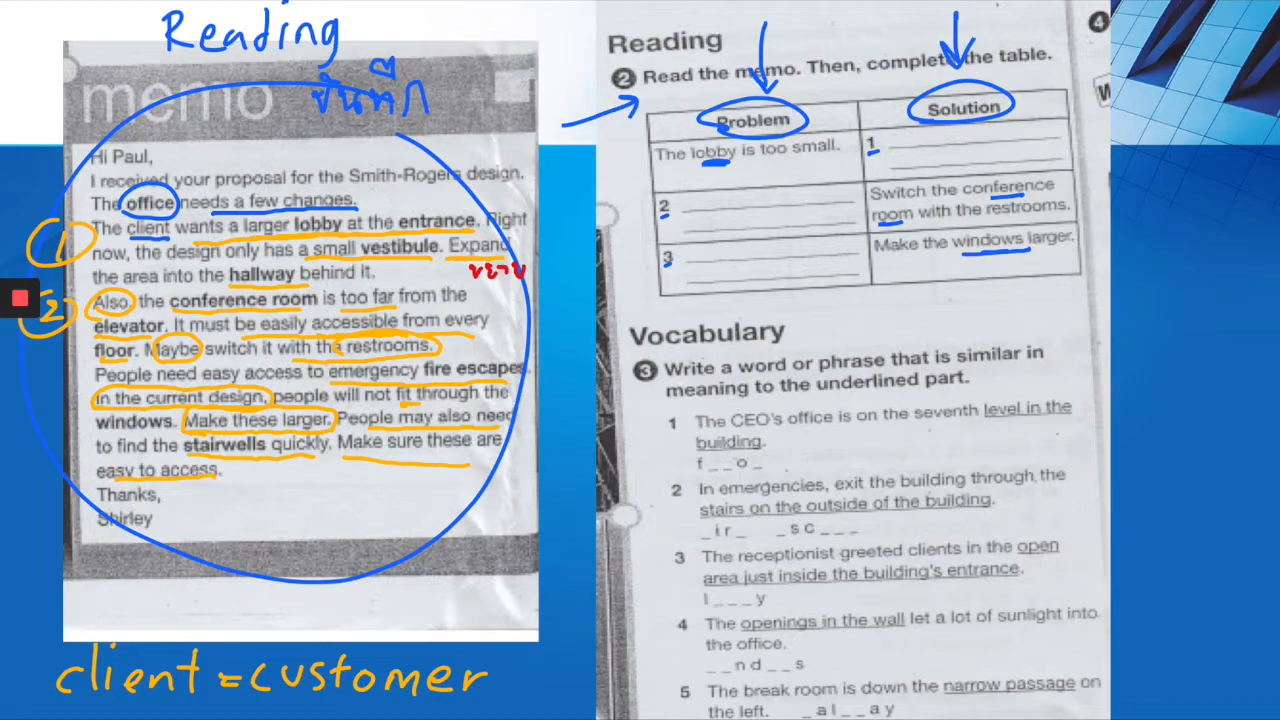 Reading
memo
บันทึก
Hi Paul,
I received your proposal for the Smith-Rogers design.
The office needs a few changes.
The client wants a larger lobby at the entrance. Right
now, the design only has a small vestibule. Expand
ขยาย
the area into the hallway behind it.
Also, the conference room is too far from the
elevator. It must be easily accessible from every
floor. Maybe switch it with the restrooms.
People need easy access to emergency fire escapes.
In the current design, people will not fit through the
windows. Make these larger. People may also need
to find the stairwells quickly. Make sure these are
easy to access.
Thanks,
Shirley
1
2
client = customer
Reading
2 Read the memo. Then, complete the table.
Problem Solution
The lobby is too small. 1 ____
2 ____ Switch the conference
room with the restrooms.
3 ____ Make the windows larger.
Vocabulary
3 Write a word or phrase that is similar in
meaning to the underlined part.
1 The CEO's office is on the seventh level in the
building.
f _ _ o _
2 In emergencies, exit the building through the
stairs on the outside of the building.
_ i r _ _ s c _ _ _
3 The receptionist greeted clients in the open
area just inside the building's entrance.
l _ _ _ y
4 The openings in the wall let a lot of sunlight into
the office.
_ _ n d _ _ s
5 The break room is down the narrow passage on
the left. _ a l _ _ a y
4
W